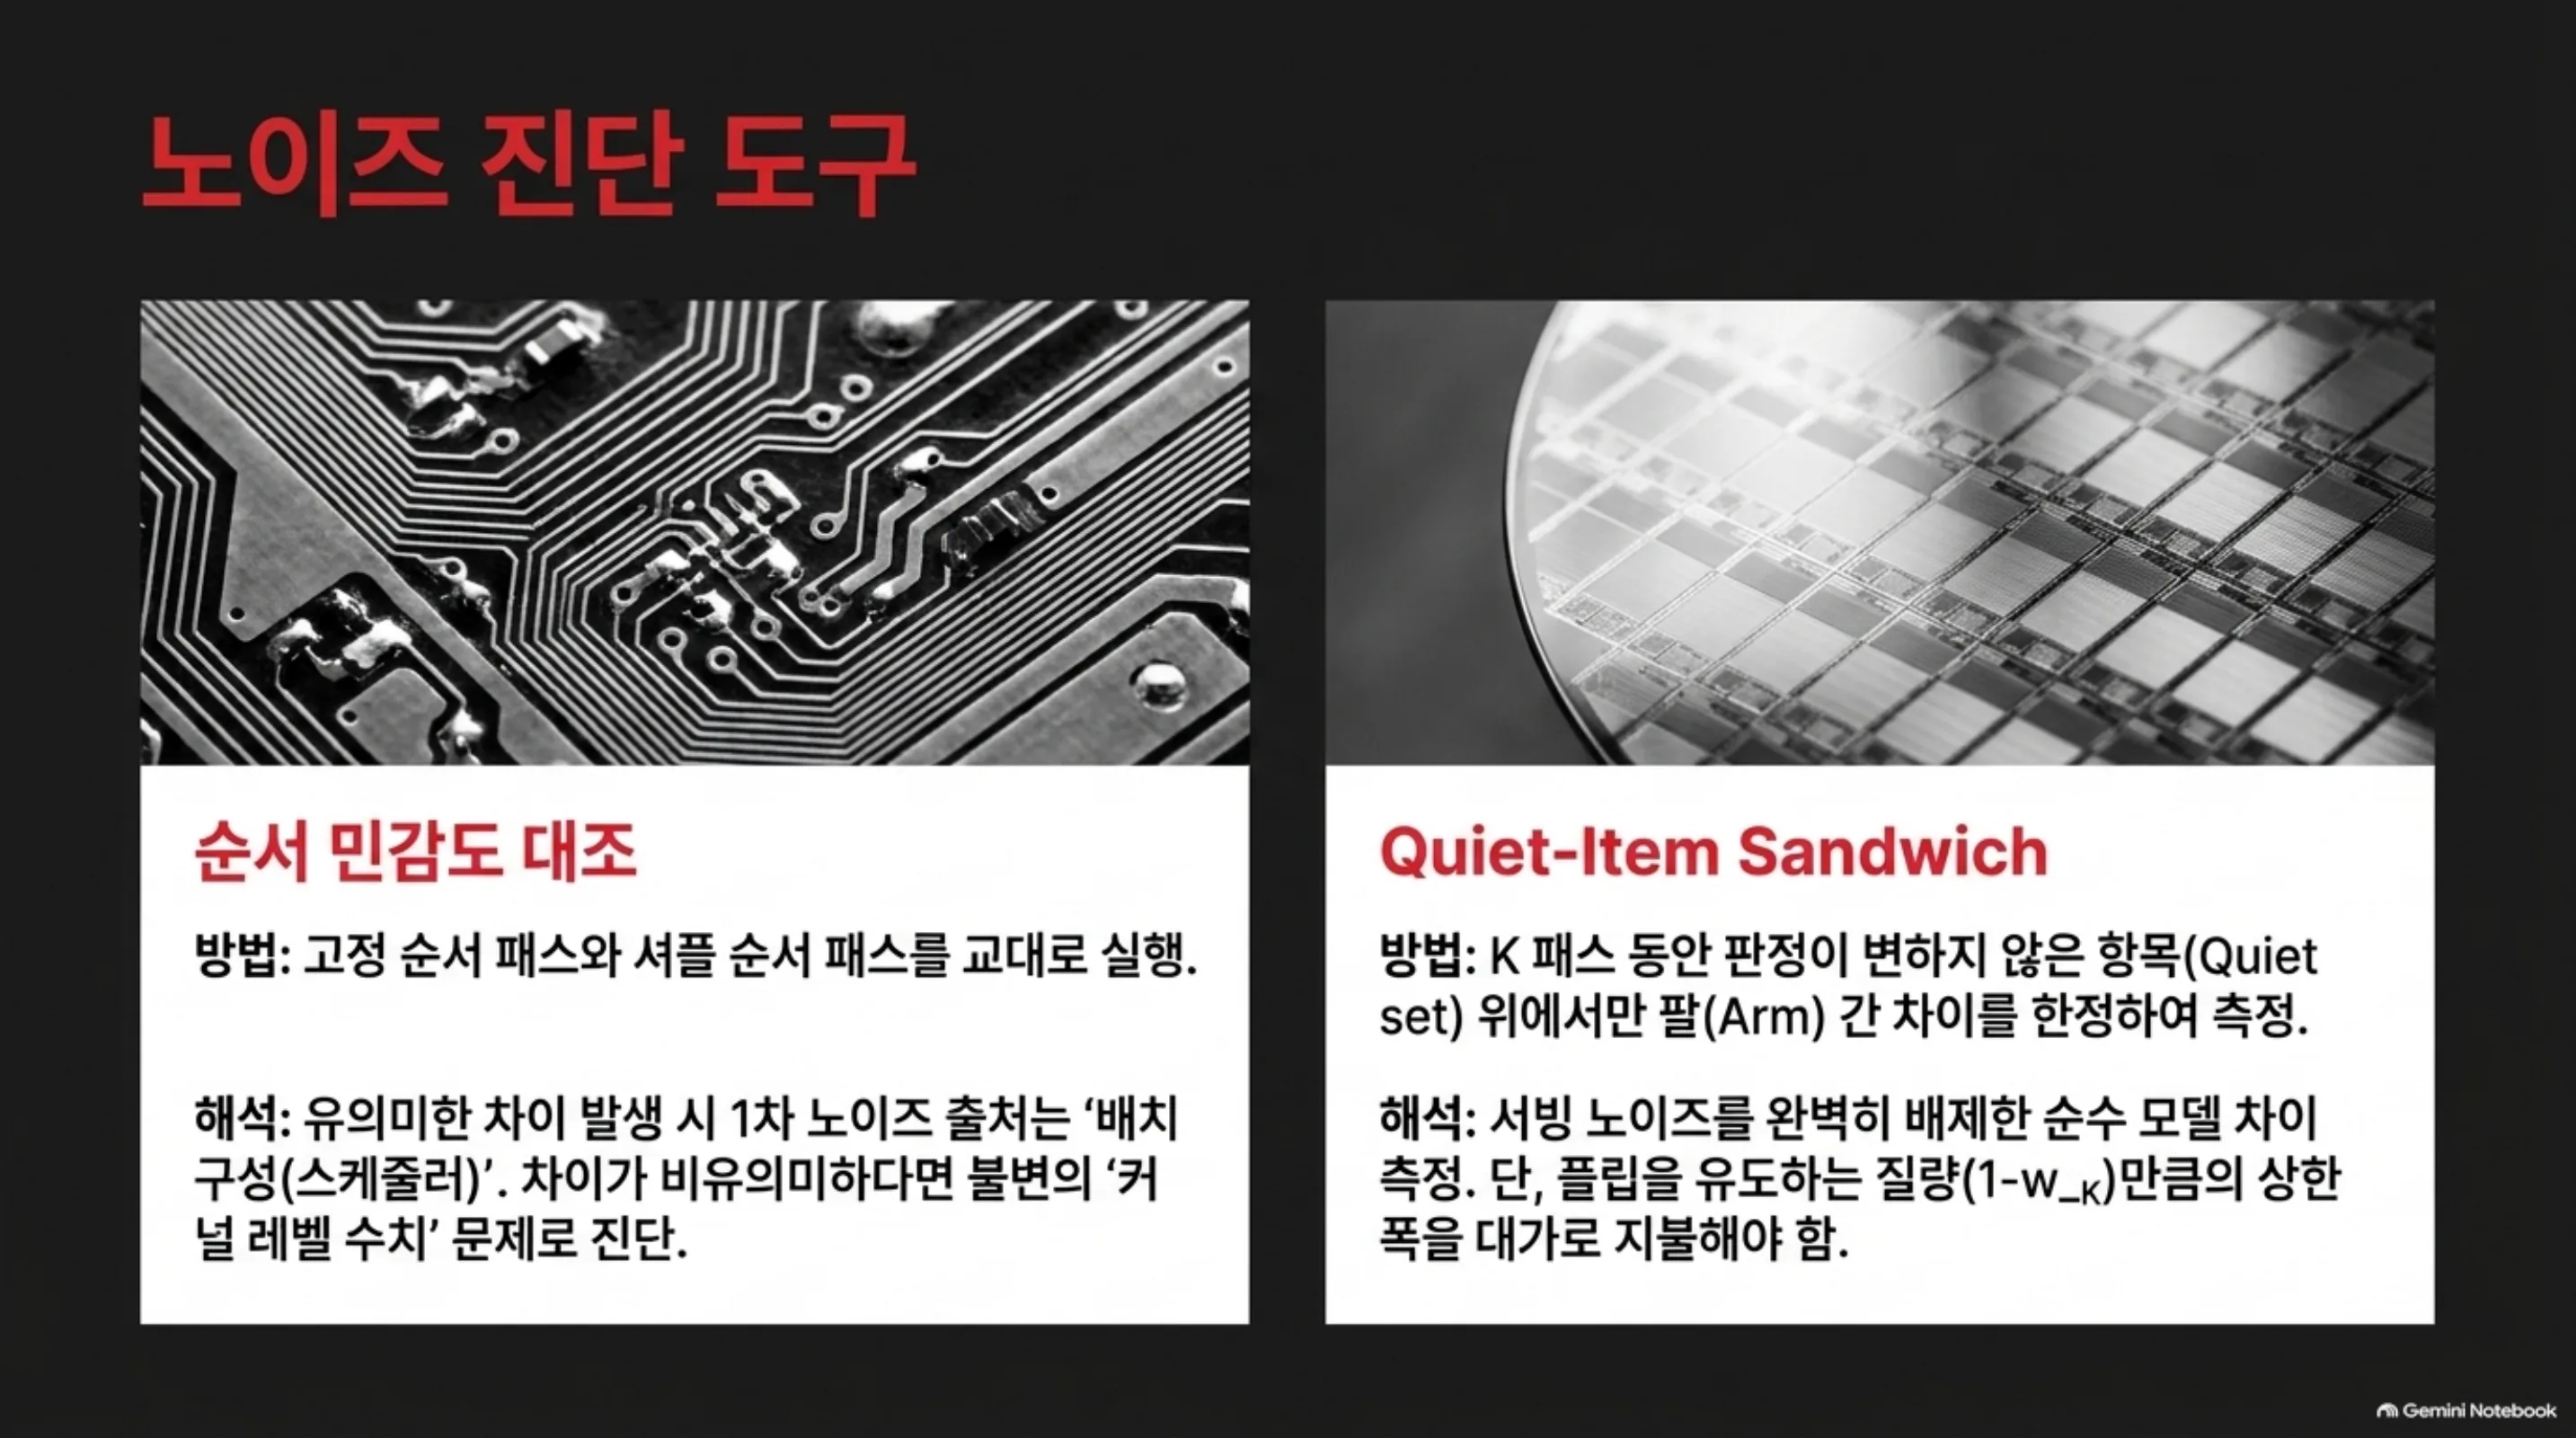 노이즈 진단 도구
순서 민감도 대조
방법: 고정 순서 패스와 셔플 순서 패스를 교대로 실행.
해석: 유의미한 차이 발생 시 1차 노이즈 출처는 ‘배치
구성(스케줄러)’. 차이가 비유의미하다면 불변의 ‘커
널 레벨 수치’ 문제로 진단.
Quiet-Item Sandwich
방법: K 패스 동안 판정이 변하지 않은 항목(Quiet
set) 위에서만 팔(Arm) 간 차이를 한정하여 측정.
해석: 서빙 노이즈를 완벽히 배제한 순수 모델 차이
측정. 단, 플립을 유도하는 질량(1-w_K)만큼의 상한
폭을 대가로 지불해야 함.
Gemini Notebook